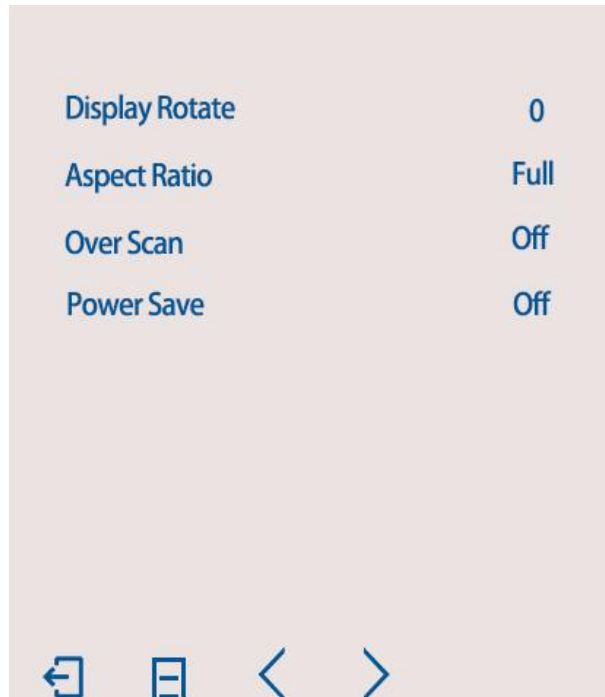 Display Rotate 0
Aspect Ratio Full
Over Scan Off
Power Save Off